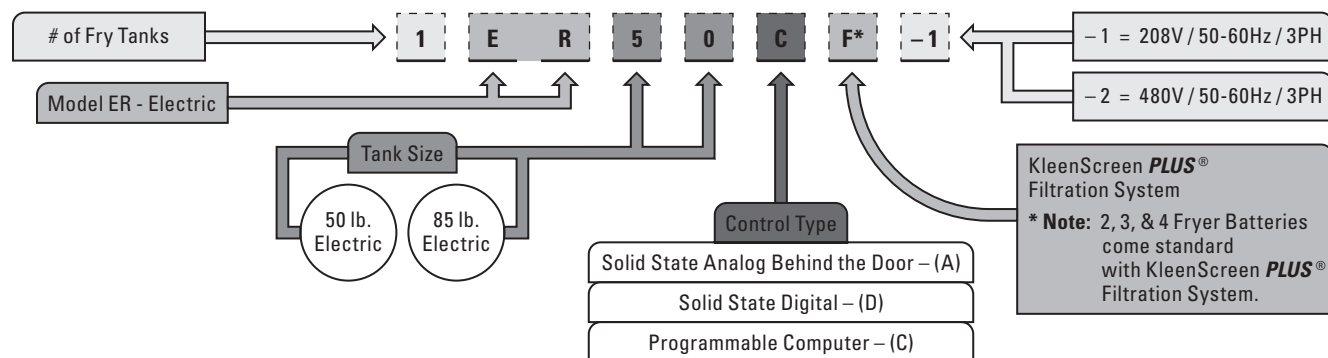 # of Fry Tanks
1 E R 5 0 C F* –1
–1 = 208V / 50-60Hz / 3PH
–2 = 480V / 50-60Hz / 3PH
Model ER - Electric
Tank Size
50 lb.
Electric
85 lb.
Electric
Control Type
Solid State Analog Behind the Door – (A)
Solid State Digital – (D)
Programmable Computer – (C)
KleenScreen PLUS®
Filtration System
* Note: 2, 3, & 4 Fryer Batteries
come standard
with KleenScreen PLUS®
Filtration System.